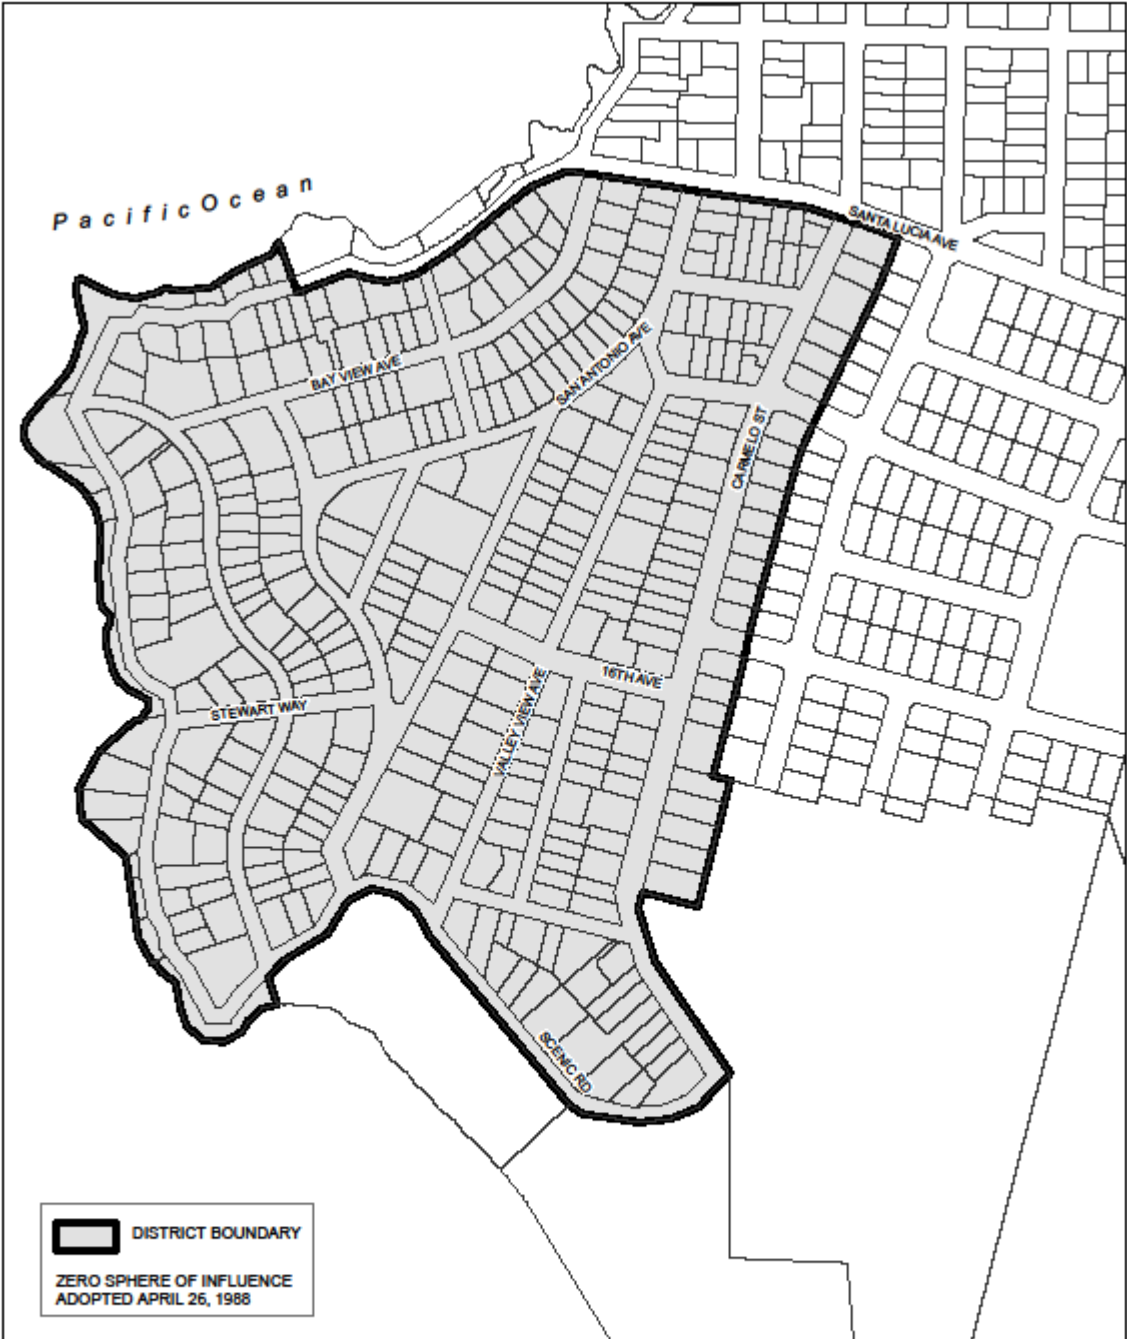 Pacific Ocean
SANTA LUCIA AVE
BAY VIEW AVE
SAN ANTONIO AVE
CARMELO ST
16TH AVE
VALLEY VIEW AVE
STEWART WAY
SCENIC RD
DISTRICT BOUNDARY
ZERO SPHERE OF INFLUENCE
ADOPTED APRIL 26, 1988